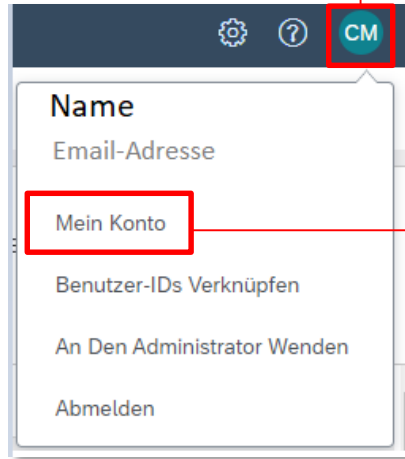 CM
Name
Email-Adresse
Mein Konto
Benutzer-IDs Verknüpfen
An Den Administrator Wenden
Abmelden